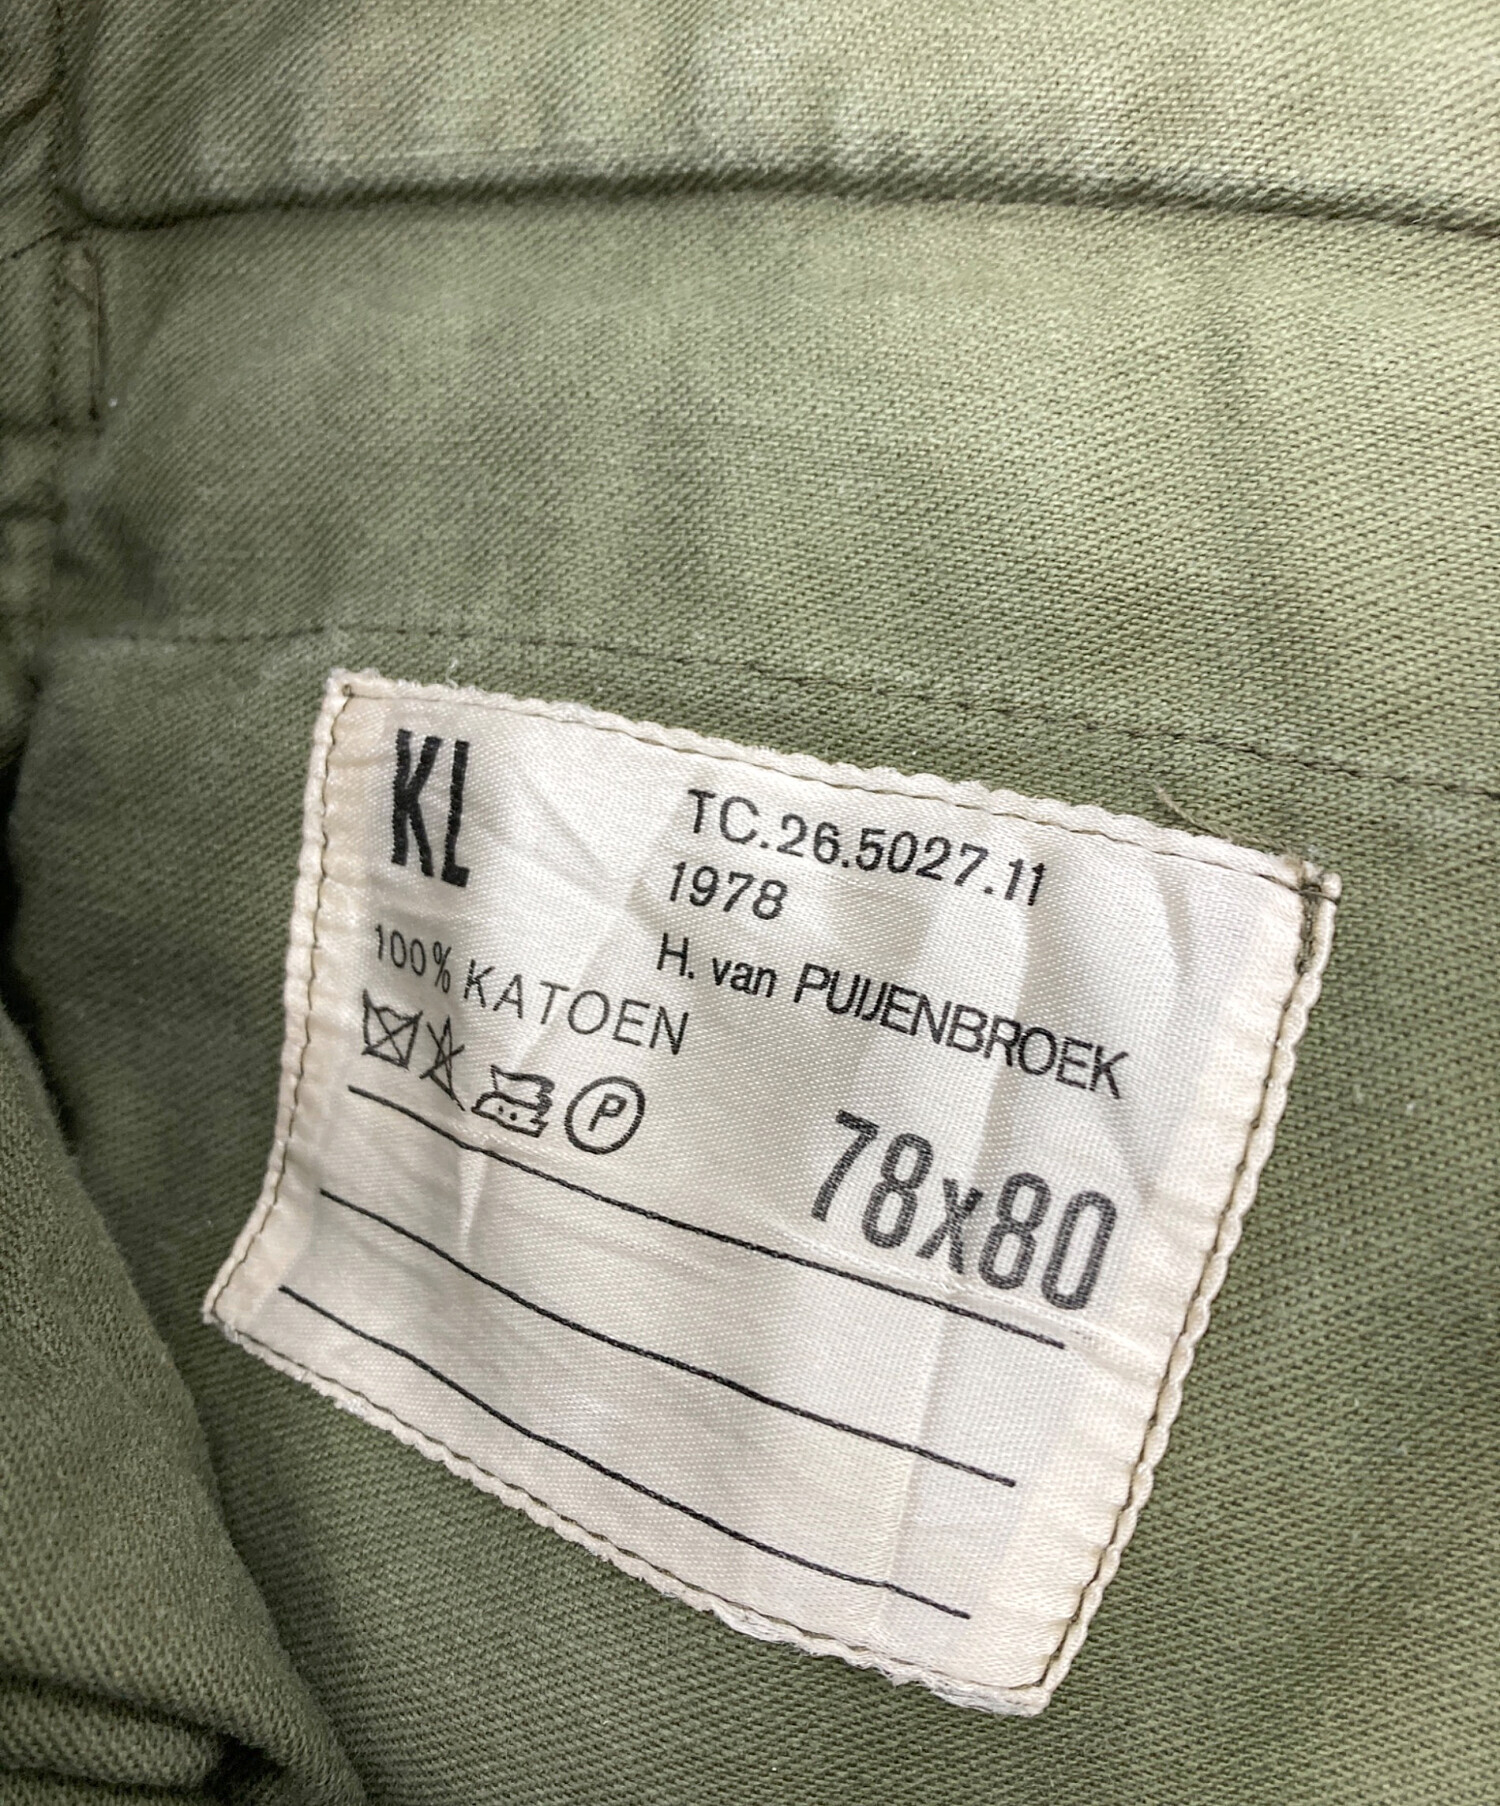 KL
TC.26.5027.11
1978
H. van PUIJENBROEK
100% KATOEN
P
78x80